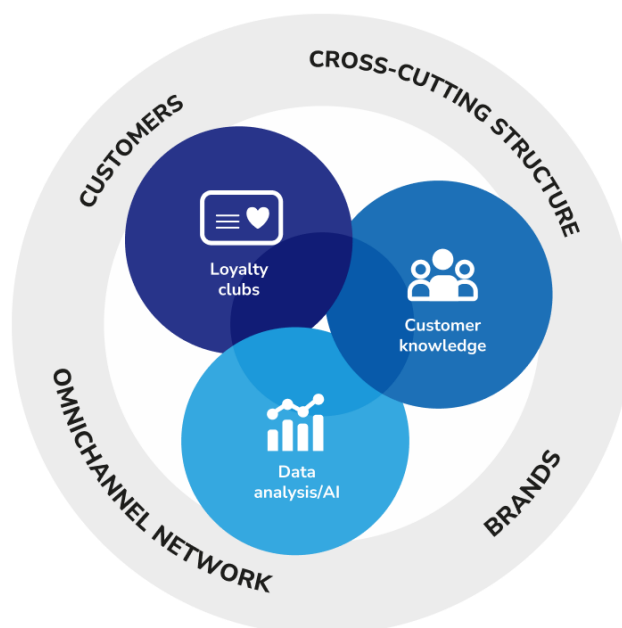 CROSS-CUTTING STRUCTURE
CUSTOMERS
Loyalty
clubs
Customer
knowledge
Data
analysis/AI
OMNICHANNEL NETWORK
BRANDS